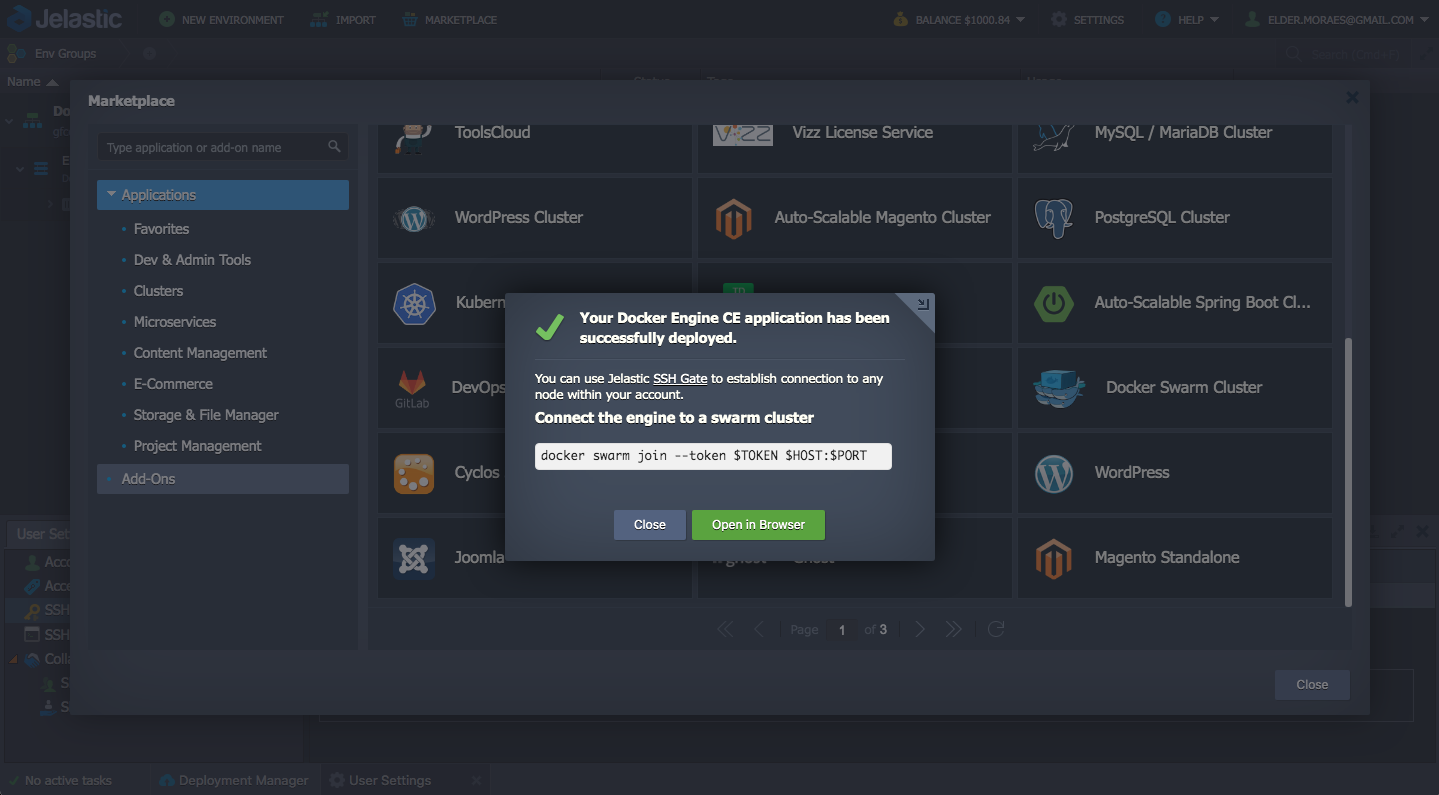 Jelastic
NEW ENVIRONMENT
IMPORT
MARKETPLACE
BALANCE $1000.84
SETTINGS
HELP
ELDER.MORAES@GMAIL.COM
Env Groups
Name
Status
Tags
Usage
Marketplace
Type application or add-on name
Applications
Favorites
Dev & Admin Tools
Clusters
Microservices
Content Management
E-Commerce
Storage & File Manager
Project Management
Add-Ons
ToolsCloud
Vizz License Service
MySQL / MariaDB Cluster
WordPress Cluster
Auto-Scalable Magento Cluster
PostgreSQL Cluster
Auto-Scalable Spring Boot Cl...
GitLab
Docker Swarm Cluster
Cyclos
WordPress
Joomla
Ghost
Magento Standalone
Your Docker Engine CE application has been
successfully deployed.
You can use Jelastic SSH Gate to establish connection to any
node within your account.
Connect the engine to a swarm cluster
docker swarm join --token $TOKEN $HOST:$PORT
Close
Open in Browser
Page 1 of 3
Close
SSH
SSH
No active tasks
Deployment Manager
User Settings